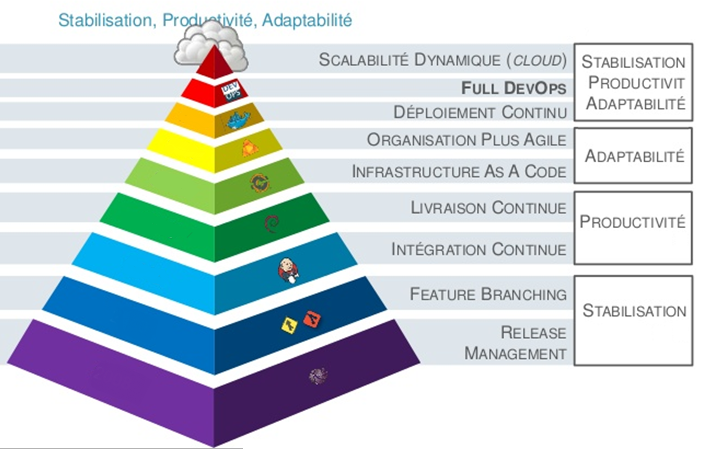 Stabilisation, Productivité, Adaptabilité
SCALABILITÉ DYNAMIQUE (CLOUD)
FULL DEVOPS
DÉPLOIEMENT CONTINU
ORGANISATION PLUS AGILE
INFRASTRUCTURE AS A CODE
LIVRAISON CONTINUE
INTÉGRATION CONTINUE
FEATURE BRANCHING
RELEASE
MANAGEMENT
STABILISATION
PRODUCTIVIT
ADAPTABILITÉ
ADAPTABILITÉ
PRODUCTIVITÉ
STABILISATION
DEV
OPS